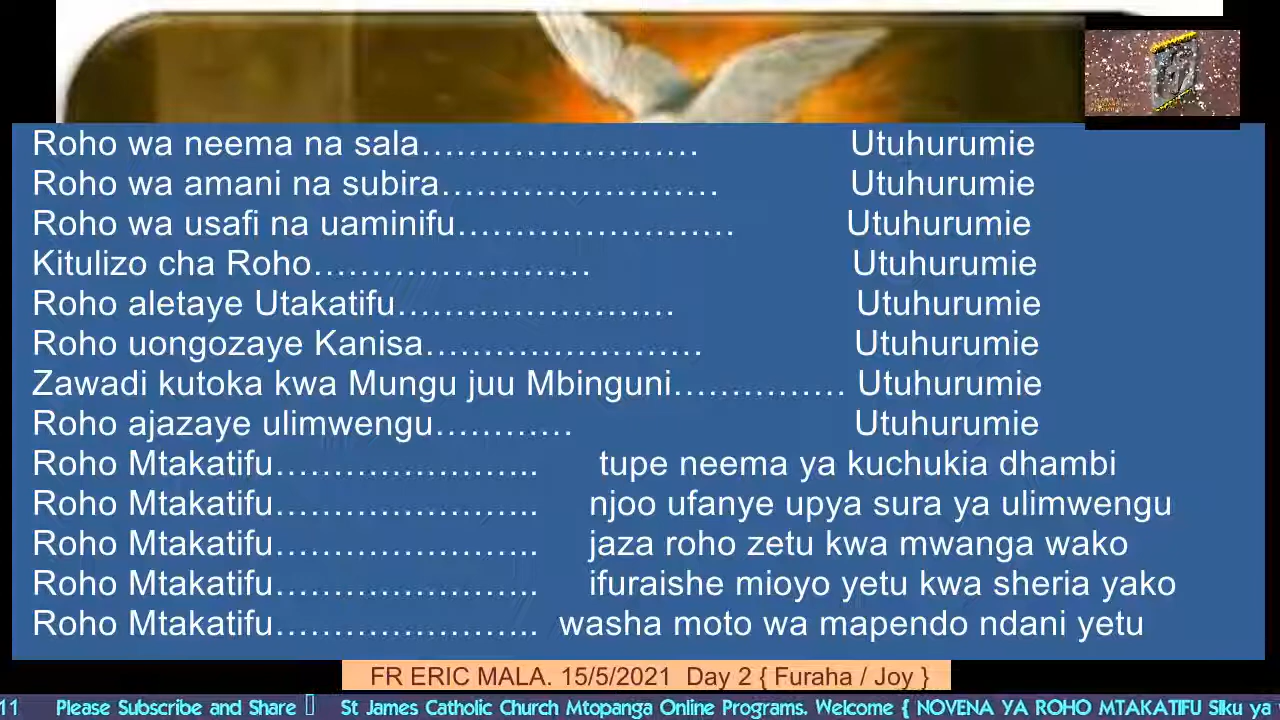 Roho wa neema na sala…………………… Utuhurumie
Roho wa amani na subira…………………… Utuhurumie
Roho wa usafi na uaminifu…………………… Utuhurumie
Kitulizo cha Roho…………………… Utuhurumie
Roho aletaye Utakatifu…………………… Utuhurumie
Roho uongozaye Kanisa…………………… Utuhurumie
Zawadi kutoka kwa Mungu juu Mbinguni…………… Utuhurumie
Roho ajazaye ulimwengu………… Utuhurumie
Roho Mtakatifu………………….. tupe neema ya kuchukia dhambi
Roho Mtakatifu………………….. njoo ufanye upya sura ya ulimwengu
Roho Mtakatifu………………….. jaza roho zetu kwa mwanga wako
Roho Mtakatifu………………….. ifuraishe mioyo yetu kwa sheria yako
Roho Mtakatifu………………….. washa moto wa mapendo ndani yetu
FR ERIC MALA. 15/5/2021 Day 2 { Furaha / Joy }
11 Please Subscribe and Share St James Catholic Church Mtopanga Online Programs. Welcome { NOVENA YA ROHO MTAKATIFU Siku ya